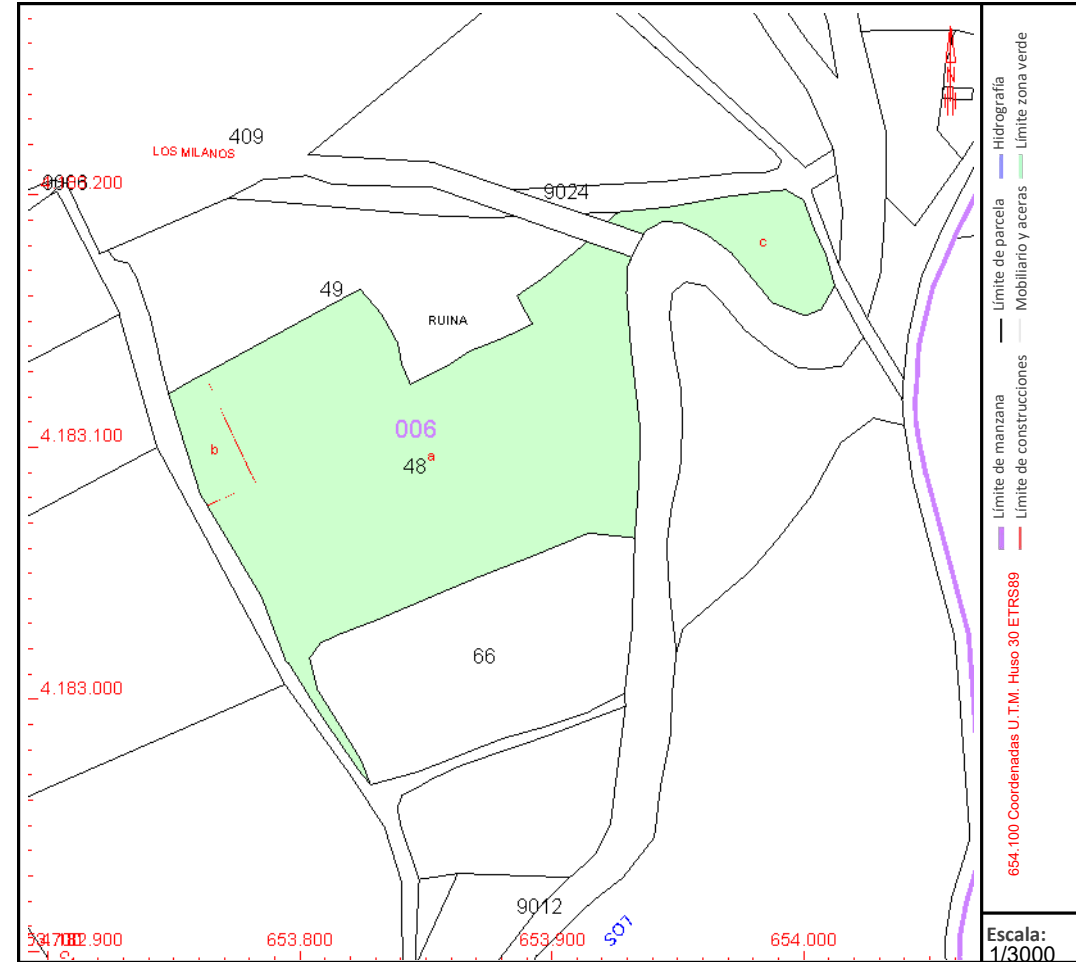 409
LOS MILANOS
9024
c
49
RUINA
4.183.100
006
48 a
b
66
4.183.000
9012
LOS
653.800
653.900
654.000
N
Límite de manzana
Límite de parcela
Hidrografía
Límite de construcciones
Mobiliario y aceras
Límite zona verde
654.100 Coordenadas U.T.M. Huso 30 ETRS89
Escala:
1/3000